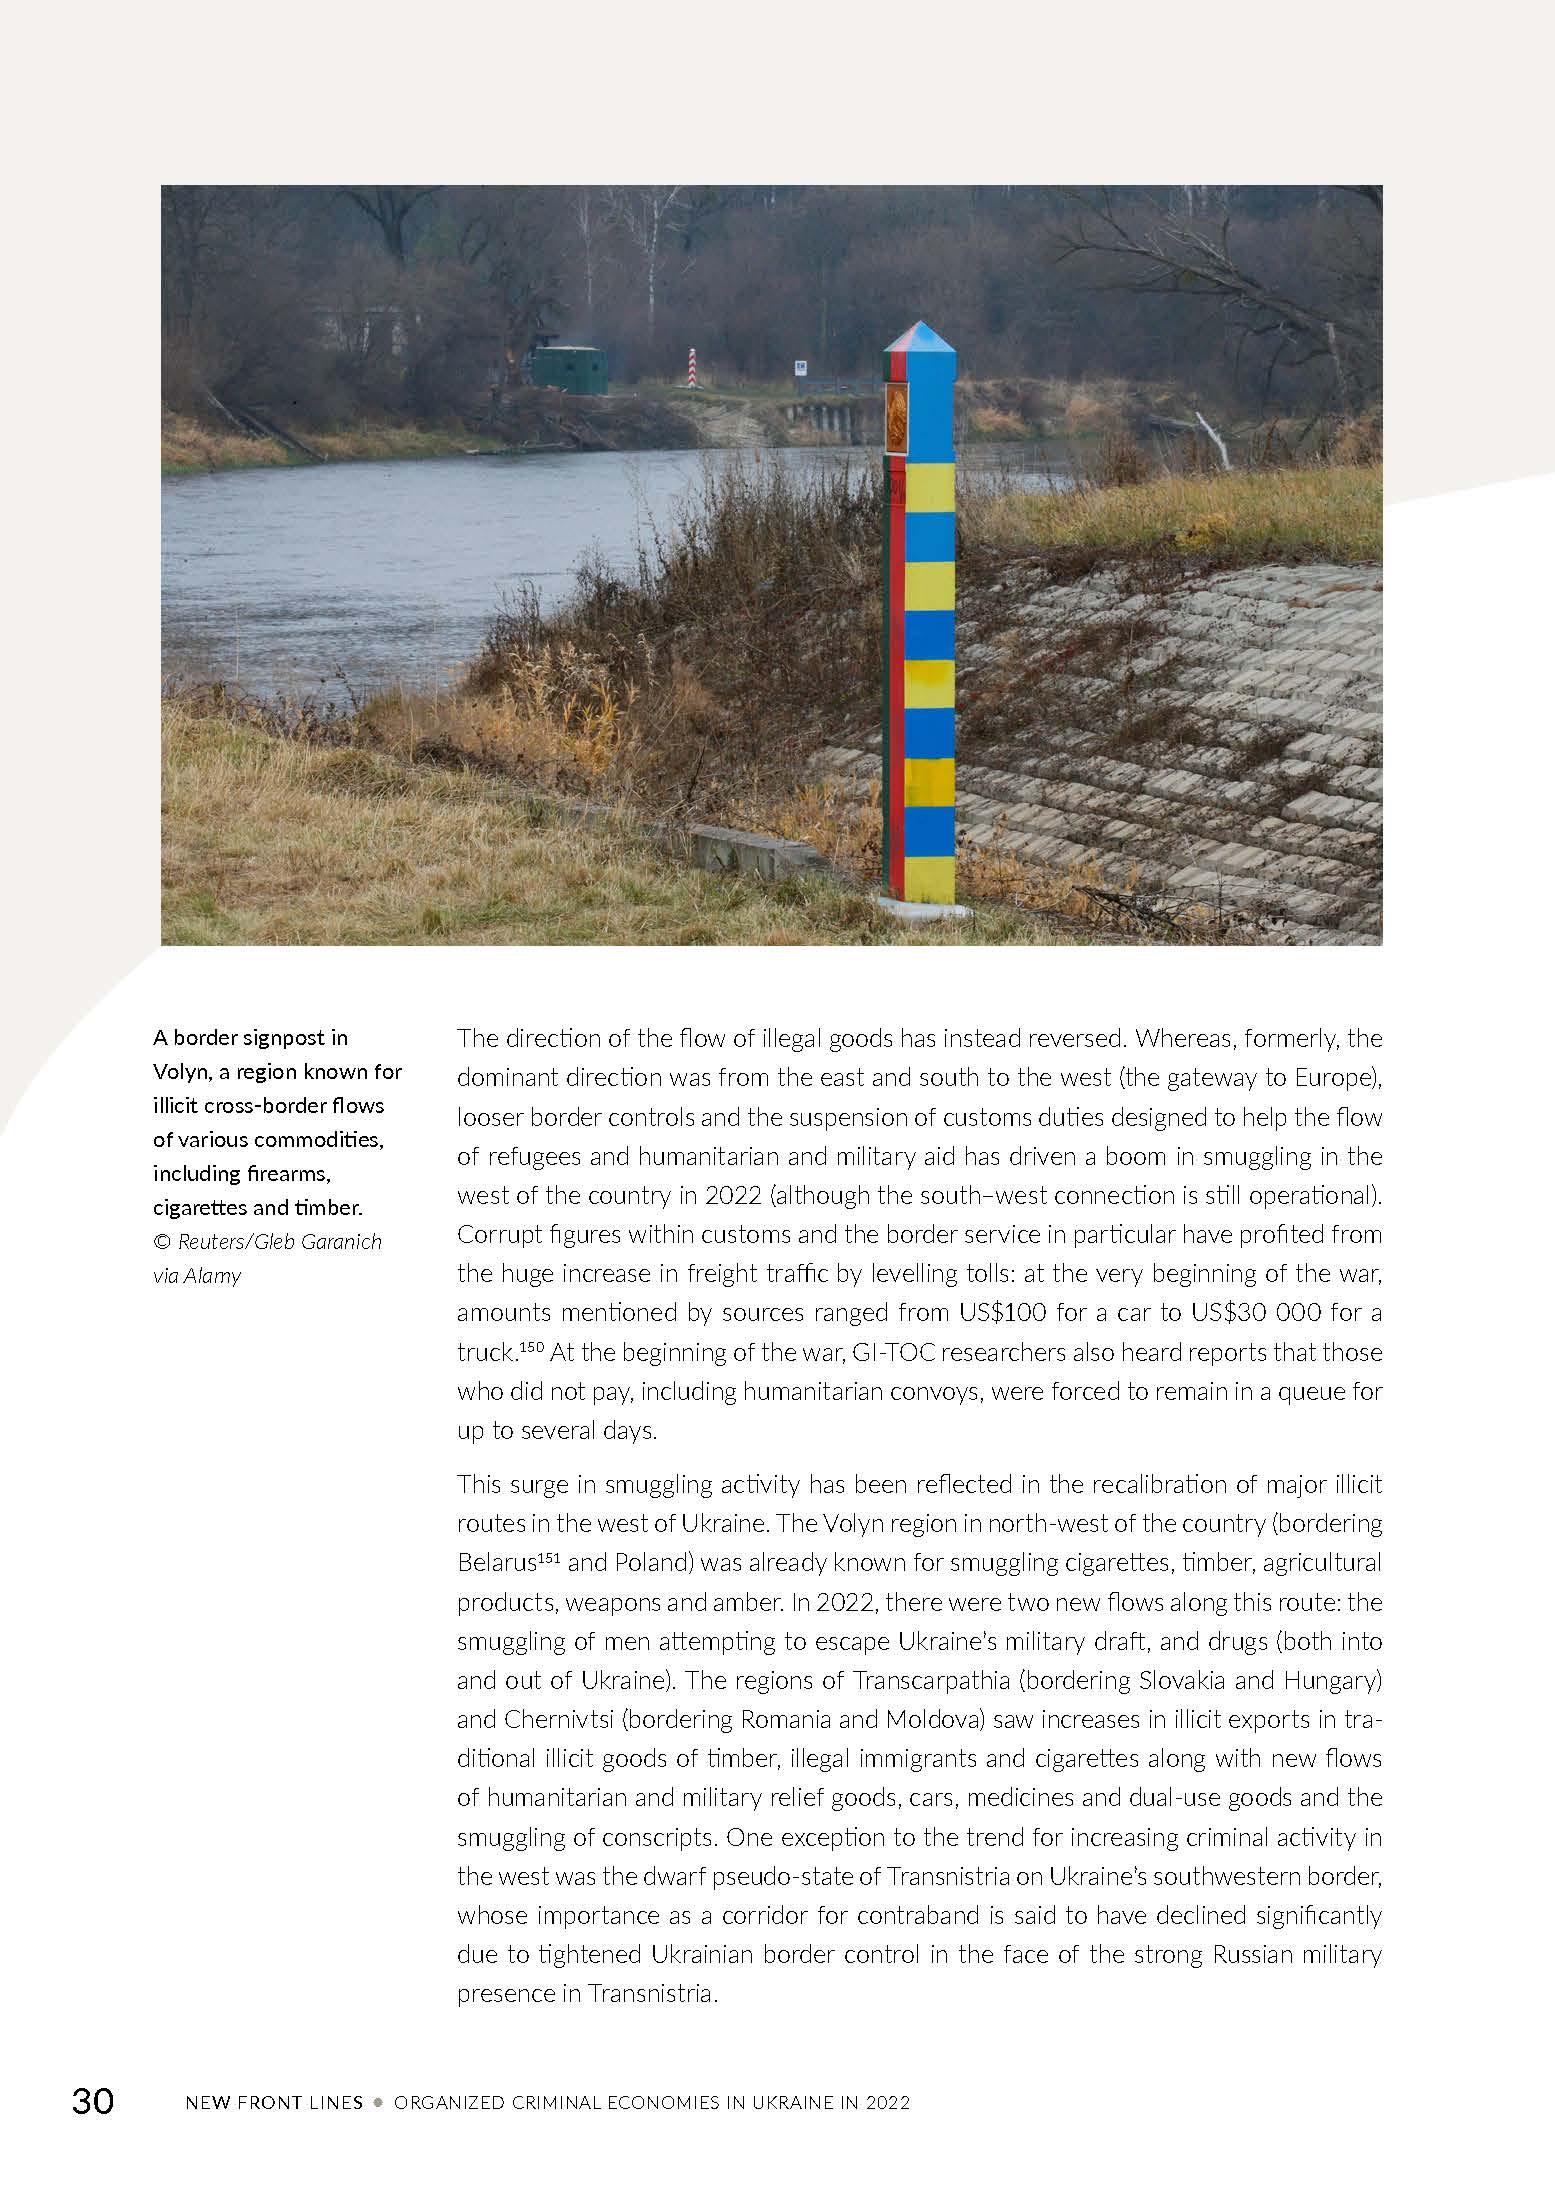 A border signpost in
Volyn, a region known for
illicit cross-border flows
of various commodities,
including firearms,
cigarettes and timber.
© Reuters/Gleb Garanich
via Alamy
The direction of the flow of illegal goods has instead reversed. Whereas, formerly, the
dominant direction was from the east and south to the west (the gateway to Europe),
looser border controls and the suspension of customs duties designed to help the flow
of refugees and humanitarian and military aid has driven a boom in smuggling in the
west of the country in 2022 (although the south–west connection is still operational).
Corrupt figures within customs and the border service in particular have profited from
the huge increase in freight traffic by levelling tolls: at the very beginning of the war,
amounts mentioned by sources ranged from US$100 for a car to US$30 000 for a
truck.¹⁵⁰ At the beginning of the war, GI-TOC researchers also heard reports that those
who did not pay, including humanitarian convoys, were forced to remain in a queue for
up to several days.
This surge in smuggling activity has been reflected in the recalibration of major illicit
routes in the west of Ukraine. The Volyn region in north-west of the country (bordering
Belarus¹⁵¹ and Poland) was already known for smuggling cigarettes, timber, agricultural
products, weapons and amber. In 2022, there were two new flows along this route: the
smuggling of men attempting to escape Ukraine’s military draft, and drugs (both into
and out of Ukraine). The regions of Transcarpathia (bordering Slovakia and Hungary)
and Chernivtsi (bordering Romania and Moldova) saw increases in illicit exports in tra-
ditional illicit goods of timber, illegal immigrants and cigarettes along with new flows
of humanitarian and military relief goods, cars, medicines and dual-use goods and the
smuggling of conscripts. One exception to the trend for increasing criminal activity in
the west was the dwarf pseudo-state of Transnistria on Ukraine’s southwestern border,
whose importance as a corridor for contraband is said to have declined significantly
due to tightened Ukrainian border control in the face of the strong Russian military
presence in Transnistria.
30 NEW FRONT LINES • ORGANIZED CRIMINAL ECONOMIES IN UKRAINE IN 2022